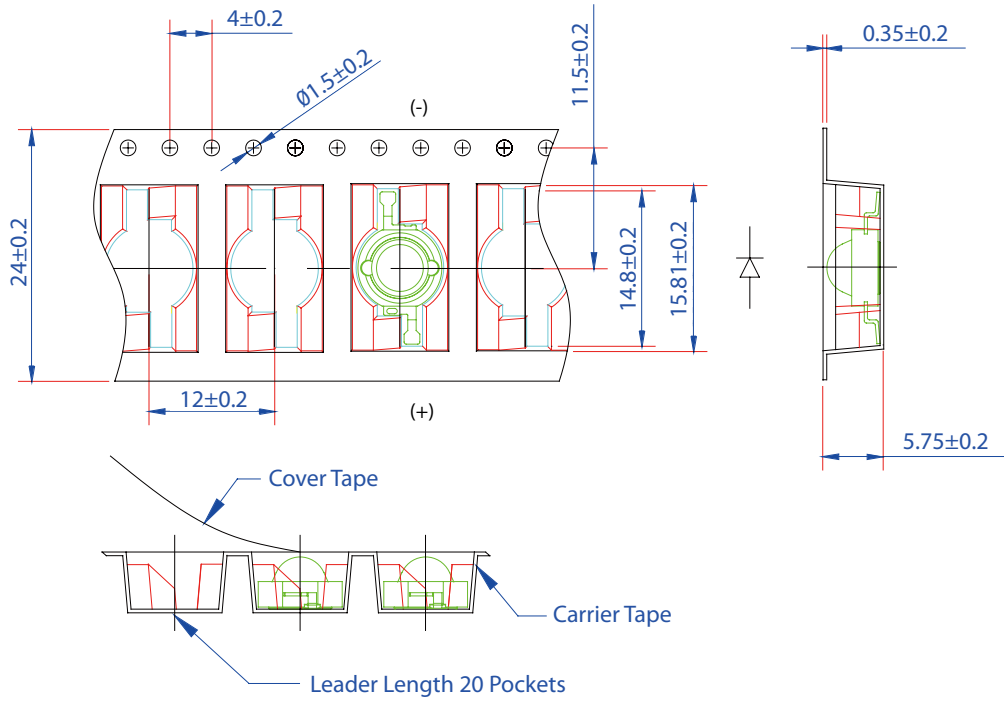 4±0.2
0.35±0.2
Ø1.5±0.2
11.5±0.2
(-)
24±0.2
14.8±0.2
15.81±0.2
12±0.2
(+)
5.75±0.2
Cover Tape
Carrier Tape
Leader Length 20 Pockets